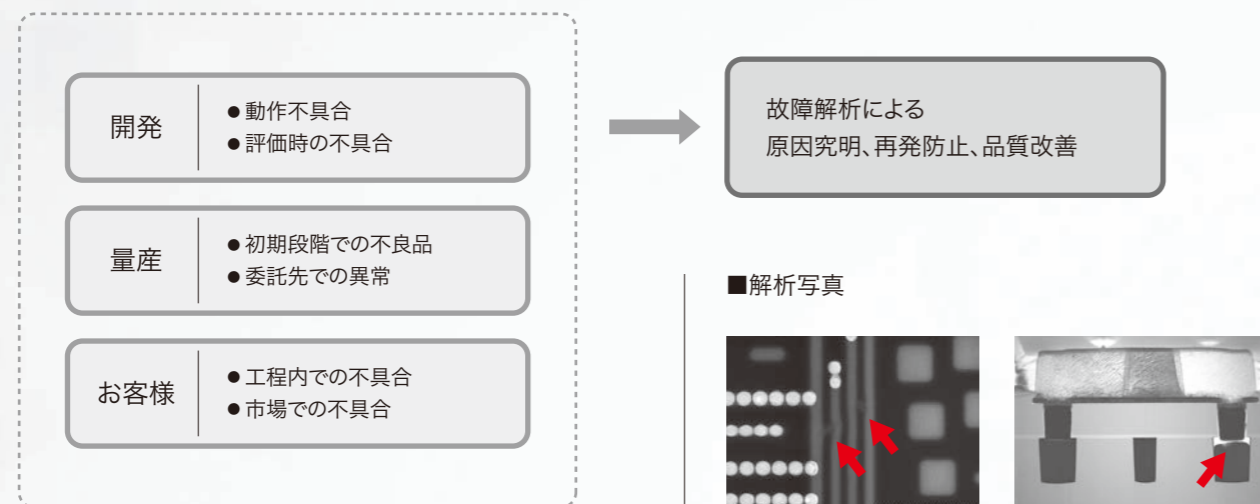 開発
●動作不具合
●評価時の不具合
量産
●初期段階での不良品
●委託先での異常
お客様
●工程内での不具合
●市場での不具合
故障解析による
原因究明、再発防止、品質改善
■解析写真